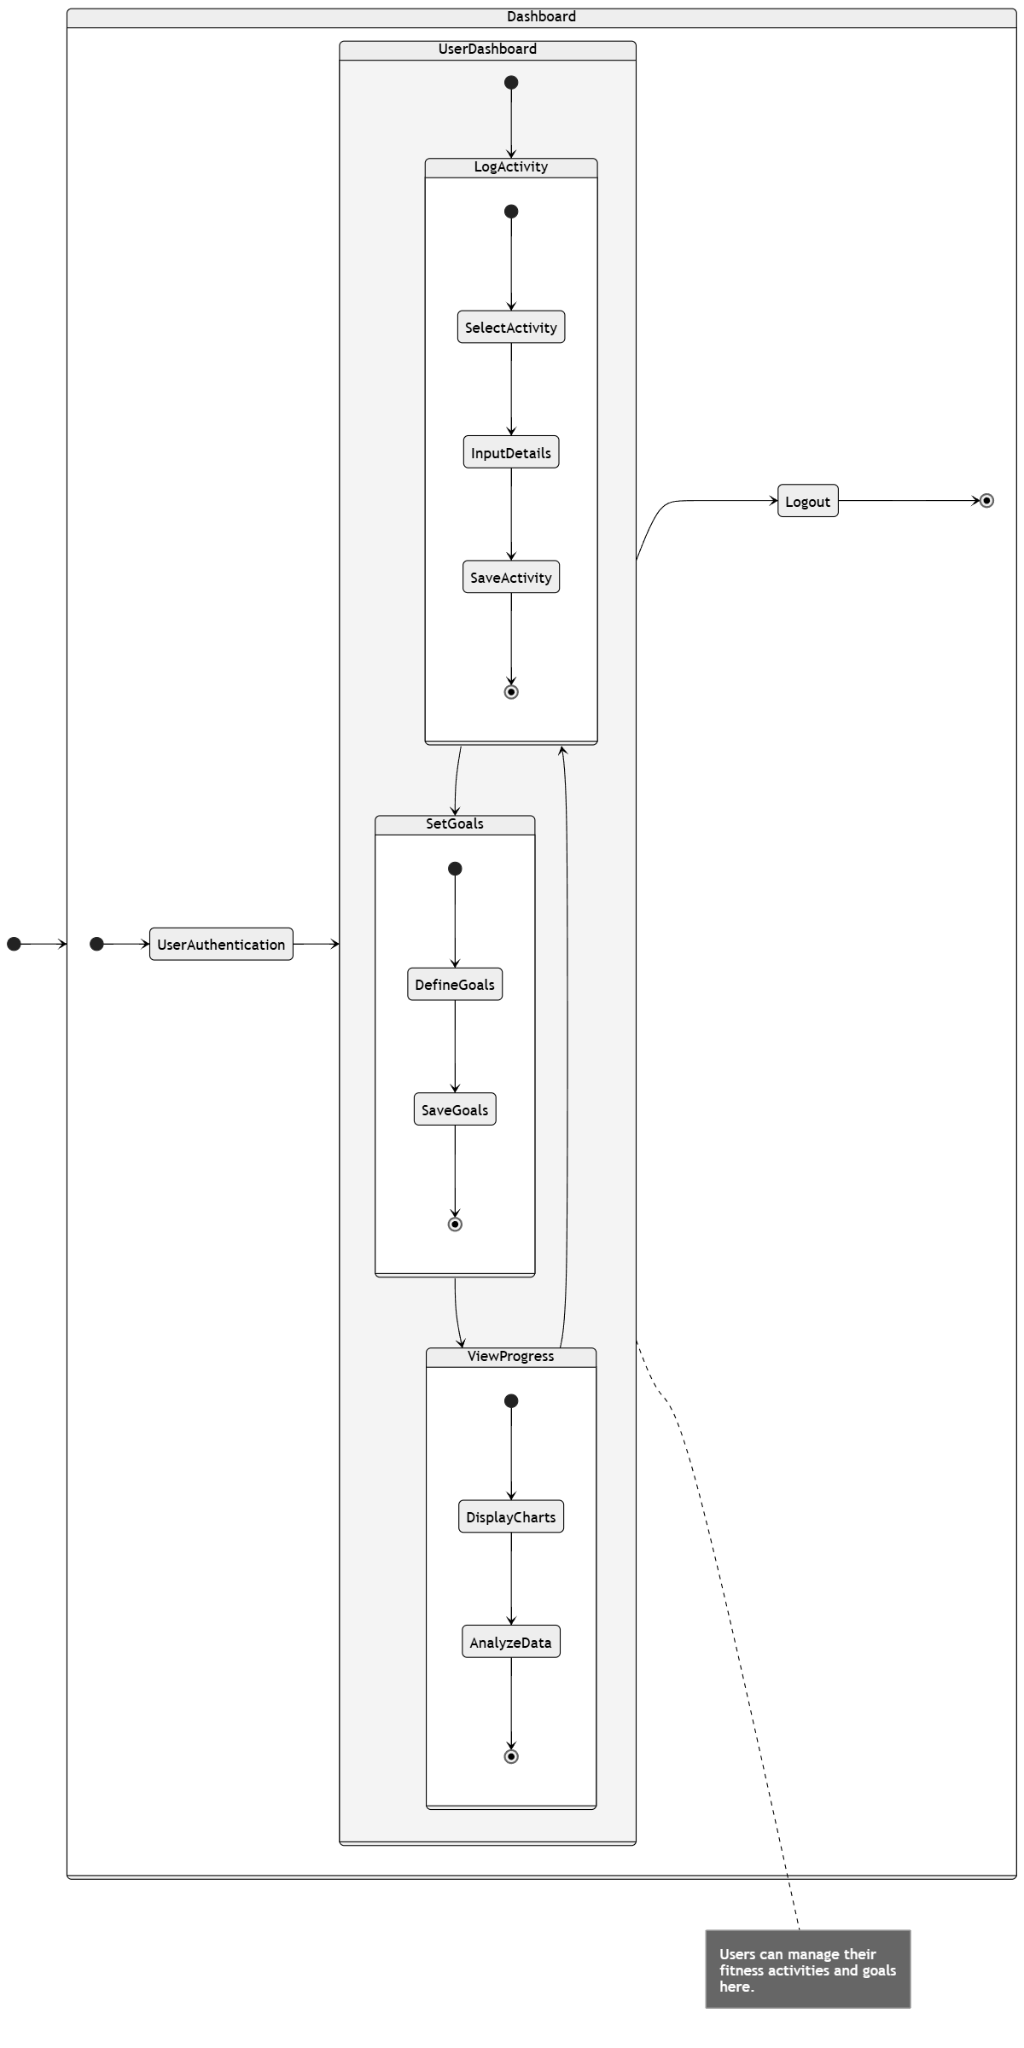 Dashboard
UserDashboard
LogActivity
SelectActivity
InputDetails
SaveActivity
Logout
SetGoals
DefineGoals
SaveGoals
UserAuthentication
ViewProgress
DisplayCharts
AnalyzeData
Users can manage their
fitness activities and goals
here.